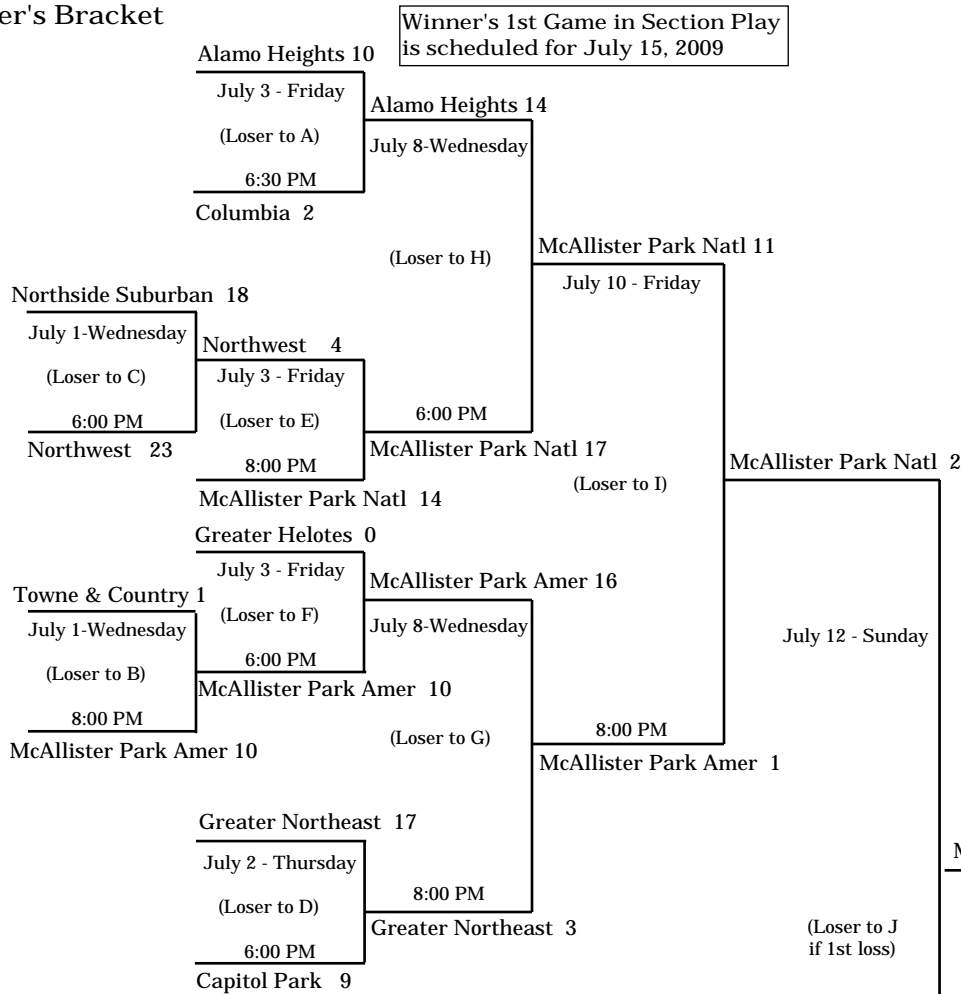 er's Bracket
Winner's 1st Game in Section Play
is scheduled for July 15, 2009
Alamo Heights 10
July 3 - Friday
(Loser to A)
6:30 PM
Columbia 2
Alamo Heights 14
July 8-Wednesday
(Loser to H)
6:00 PM
McAllister Park Natl 17
Northside Suburban 18
July 1-Wednesday
(Loser to C)
6:00 PM
Northwest 23
Northwest 4
July 3 - Friday
(Loser to E)
8:00 PM
McAllister Park Natl 14
McAllister Park Natl 11
July 10 - Friday
(Loser to I)
8:00 PM
McAllister Park Amer 1
Greater Helotes 0
July 3 - Friday
(Loser to F)
6:00 PM
McAllister Park Amer 10
Towne & Country 1
July 1-Wednesday
(Loser to B)
8:00 PM
McAllister Park Amer 10
McAllister Park Amer 16
July 8-Wednesday
(Loser to G)
8:00 PM
Greater Northeast 3
Greater Northeast 17
July 2 - Thursday
(Loser to D)
6:00 PM
Capitol Park 9
McAllister Park Natl 2
July 12 - Sunday
(Loser to J
if 1st loss)